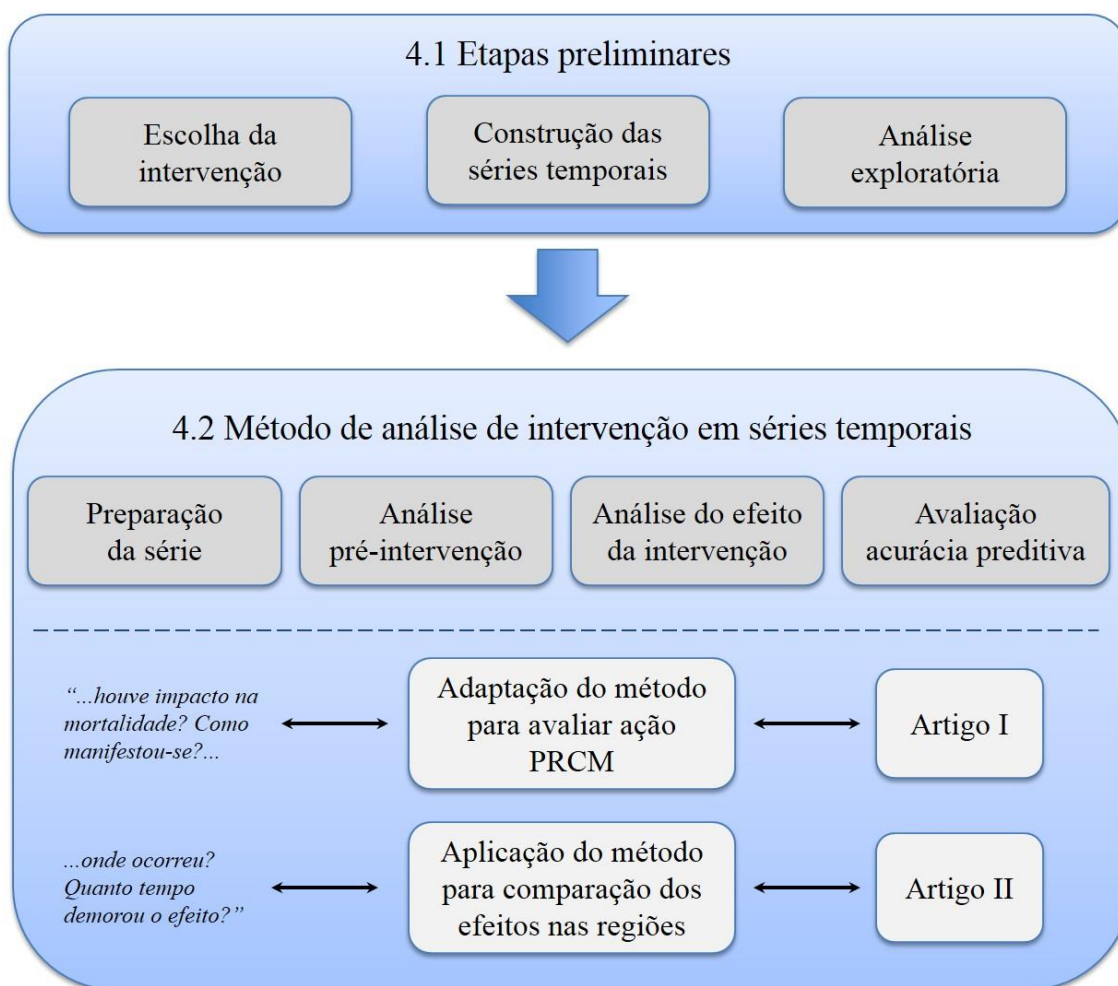 4.1 Etapas preliminares
Escolha da
intervenção
Construção das
séries temporais
Análise
exploratória
4.2 Método de análise de intervenção em séries temporais
Preparação
da série
Análise
pré-intervenção
Análise do efeito
da intervenção
Avaliação
acurácia preditiva
“...houve impacto na
mortalidade? Como
manifestou-se?...
Adaptação do método
para avaliar ação
PRCM
Artigo I
...onde ocorreu?
Quanto tempo
demorou o efeito?”
Aplicação do método
para comparação dos
efeitos nas regiões
Artigo II